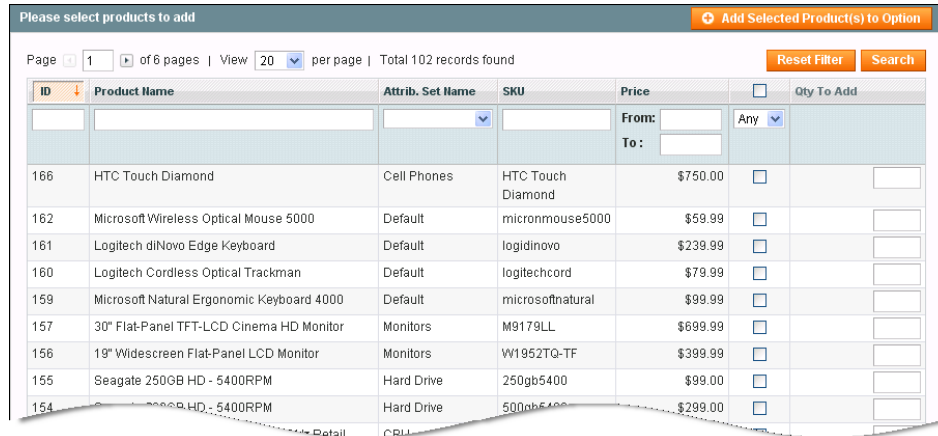 Please select products to add Add Selected Product(s) to Option
Page 1 of 6 pages | View 20 per page | Total 102 records found Reset Filter Search
ID Product Name Attrib. Set Name SKU Price Qty To Add
From: Any
To :
166 HTC Touch Diamond Cell Phones HTC Touch $750.00
Diamond
162 Microsoft Wireless Optical Mouse 5000 Default micronmouse5000 $59.99
161 Logitech diNovo Edge Keyboard Default logidinovo $239.99
160 Logitech Cordless Optical Trackman Default logitechcord $79.99
159 Microsoft Natural Ergonomic Keyboard 4000 Default microsoftnatural $99.99
157 30" Flat-Panel TFT-LCD Cinema HD Monitor Monitors M9179LL $699.99
156 19" Widescreen Flat-Panel LCD Monitor Monitors W1952TQ-TF $399.99
155 Seagate 250GB HD - 5400RPM Hard Drive 250gb5400 $99.00
154 HD - 5400RPM Hard Drive $299.00
Retail